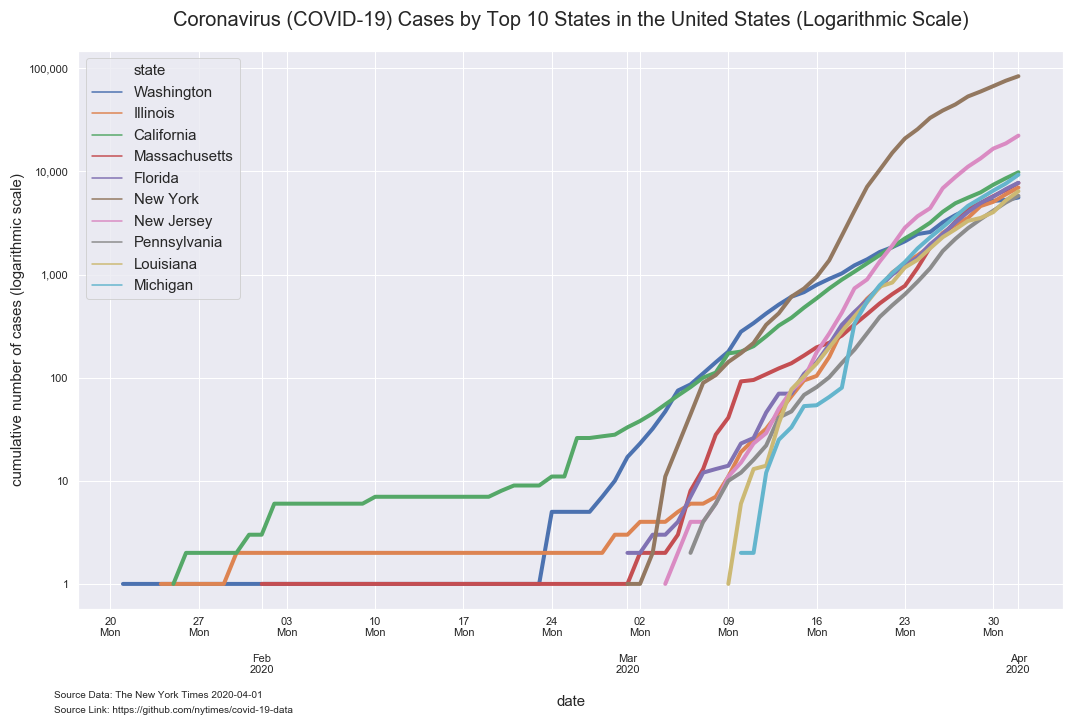 Coronavirus (COVID-19) Cases by Top 10 States in the United States (Logarithmic Scale)
cumulative number of cases (logarithmic scale)
100,000
10,000
1,000
100
10
1
state
Washington
Illinois
California
Massachusetts
Florida
New York
New Jersey
Pennsylvania
Louisiana
Michigan
20 27 03 10 17 24 02 09 16 23 30
Mon Mon Mon Mon Mon Mon Mon Mon Mon Mon Mon
Feb Mar Apr
2020 2020 2020
date
Source Data: The New York Times 2020-04-01
Source Link: https://github.com/nytimes/covid-19-data